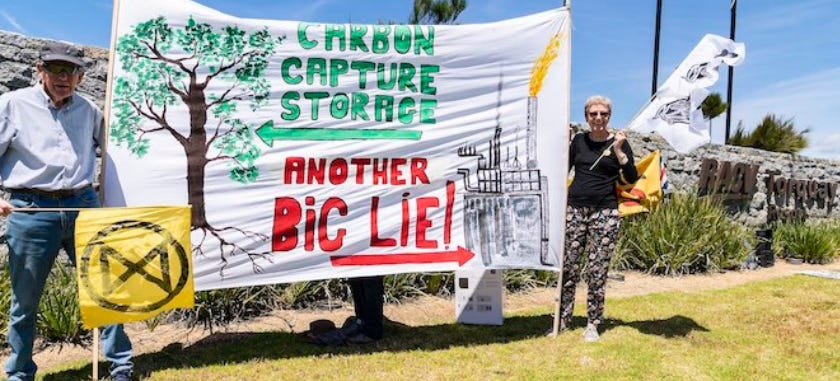 CARBON
CAPTURE
STORAGE
ANOTHER
BIG LIE!
RACV Torquay